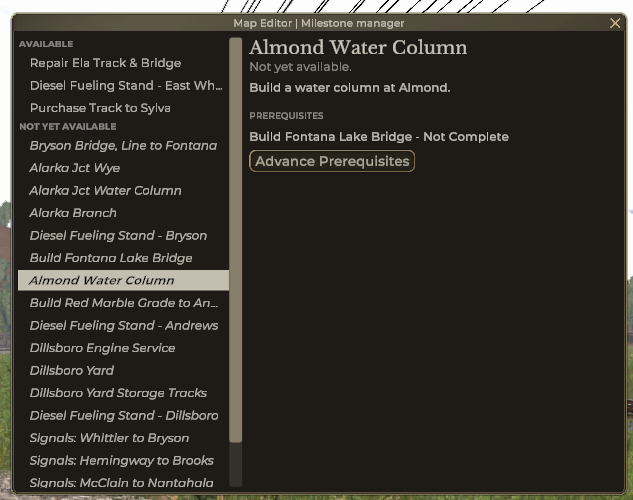 Map Editor | Milestone manager
AVAILABLE
Repair Ela Track & Bridge
Diesel Fueling Stand - East Wh...
Purchase Track to Sylva
NOT YET AVAILABLE
Bryson Bridge, Line to Fontana
Alarka Jct Wye
Alarka Jct Water Column
Alarka Branch
Diesel Fueling Stand - Bryson
Build Fontana Lake Bridge
Almond Water Column
Build Red Marble Grade to An...
Diesel Fueling Stand - Andrews
Dillsboro Engine Service
Dillsboro Yard
Dillsboro Yard Storage Tracks
Diesel Fueling Stand - Dillsboro
Signals: Whittier to Bryson
Signals: Hemingway to Brooks
Signals: McClain to Nantahala
Almond Water Column
Not yet available.
Build a water column at Almond.
PREREQUISITES
Build Fontana Lake Bridge - Not Complete
Advance Prerequisites